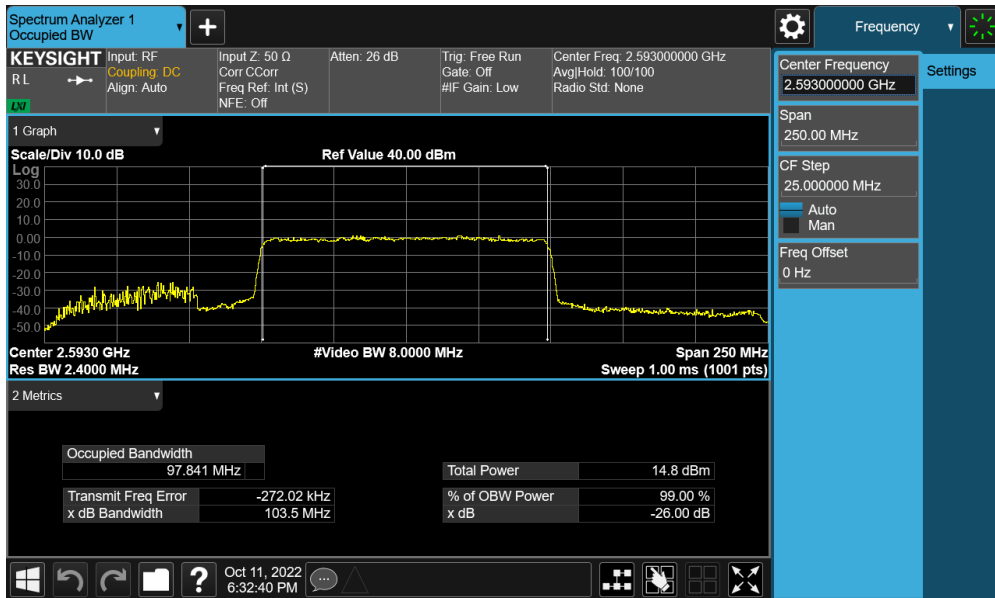 Spectrum Analyzer 1
Occupied BW
+
Frequency
KEYSIGHT
R L
LXI
Input: RF
Coupling: DC
Align: Auto
Input Z: 50 Ω
Corr CCorr
Freq Ref: Int (S)
NFE: Off
Atten: 26 dB
Trig: Free Run
Gate: Off
#IF Gain: Low
Center Freq: 2.593000000 GHz
Avg|Hold: 100/100
Radio Std: None
Center Frequency
2.593000000 GHz
Settings
Span
250.00 MHz
CF Step
25.000000 MHz
Auto
Man
Freq Offset
0 Hz
1 Graph
Scale/Div 10.0 dB
Ref Value 40.00 dBm
Log
30.0
20.0
10.0
0.00
-10.0
-20.0
-30.0
-40.0
-50.0
Center 2.5930 GHz
#Video BW 8.0000 MHz
Span 250 MHz
Res BW 2.4000 MHz
Sweep 1.00 ms (1001 pts)
2 Metrics
Occupied Bandwidth
97.841 MHz
Total Power 14.8 dBm
Transmit Freq Error -272.02 kHz
% of OBW Power 99.00 %
x dB Bandwidth 103.5 MHz
x dB -26.00 dB
?
Oct 11, 2022
6:32:40 PM